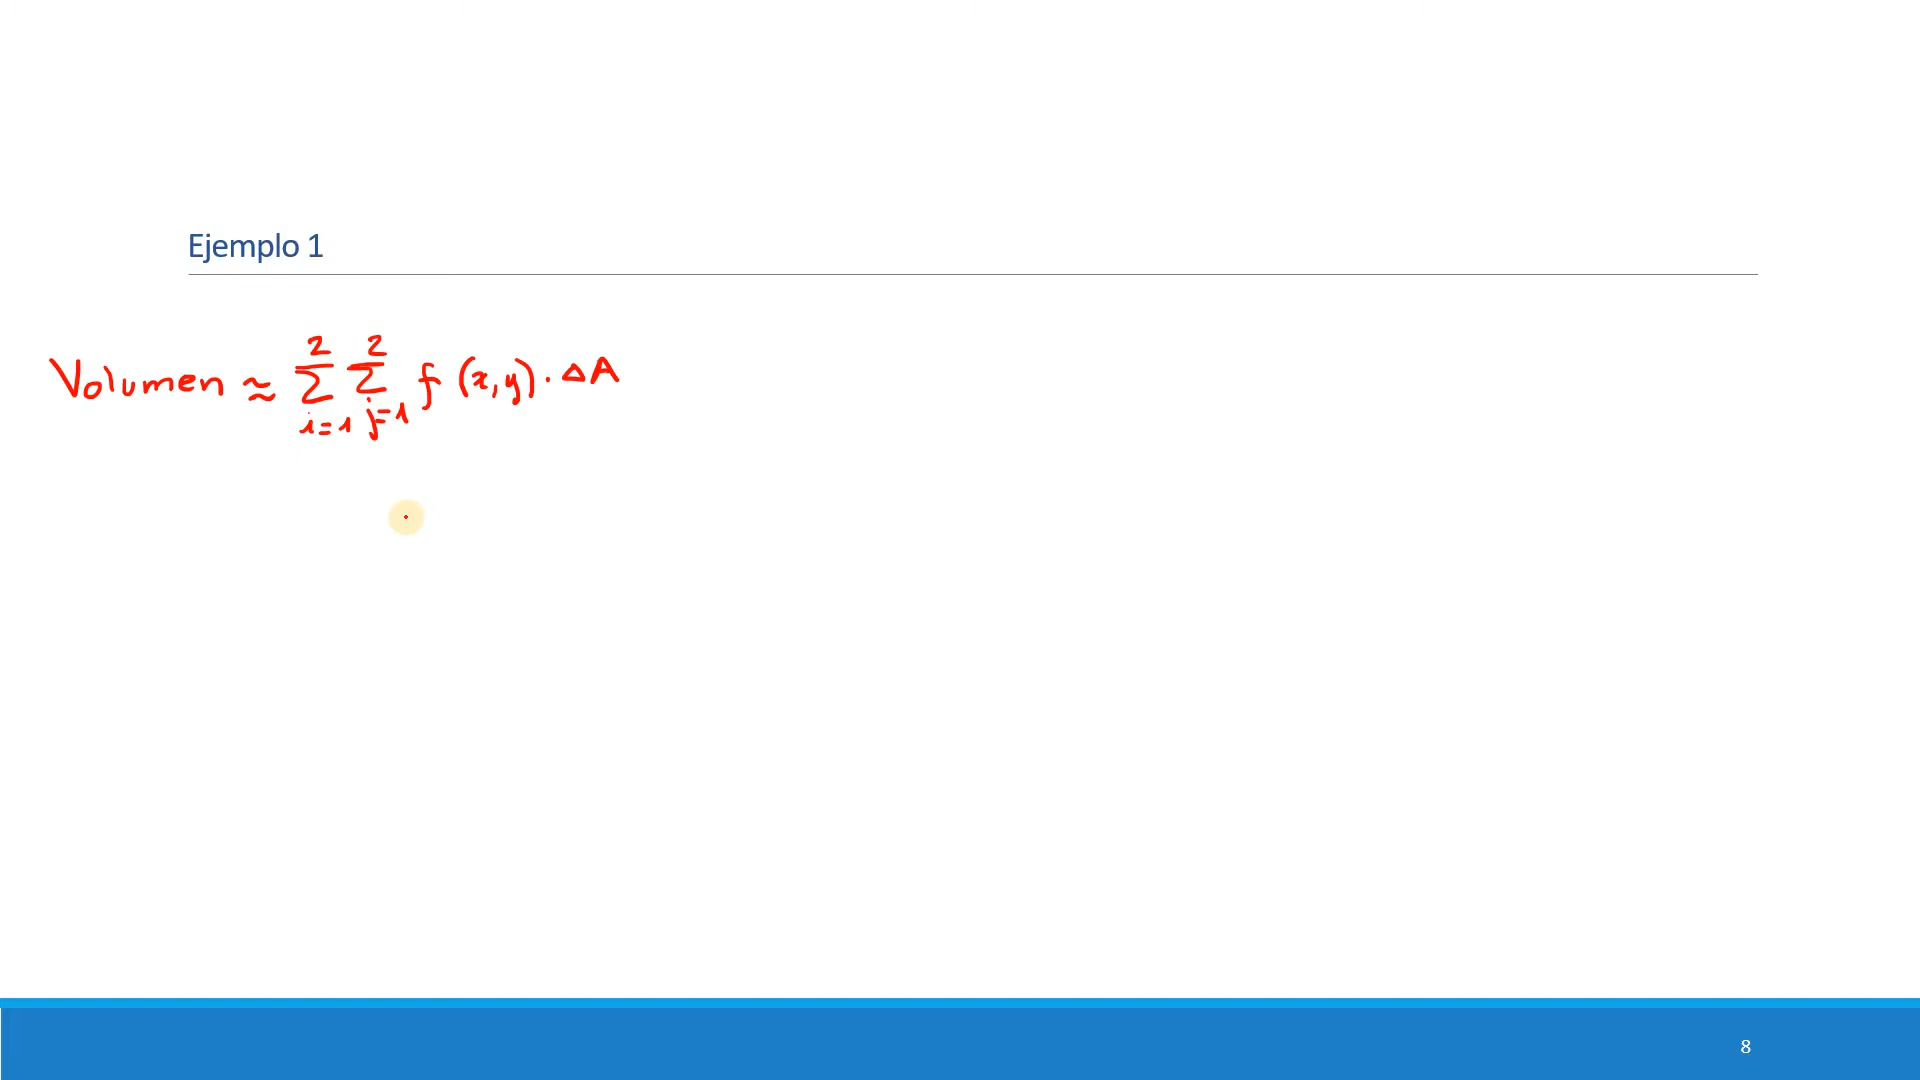 Ejemplo 1
Volumen ≈ ∑_{i=1}^{2} ∑_{j=1}^{2} f (x,y) · ΔA
8